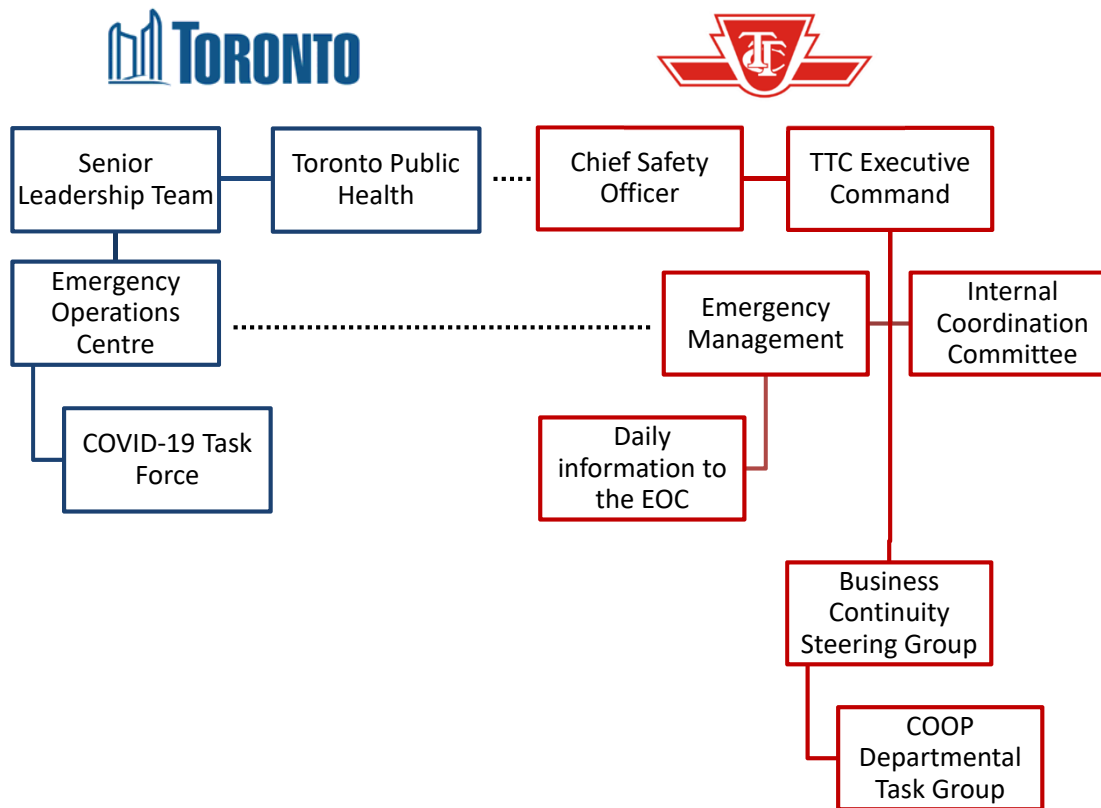 TORONTO
TTC
Senior
Leadership Team
Toronto Public
Health
Chief Safety
Officer
TTC Executive
Command
Emergency
Operations
Centre
Emergency
Management
Internal
Coordination
Committee
COVID-19 Task
Force
Daily
information to
the EOC
Business
Continuity
Steering Group
COOP
Departmental
Task Group